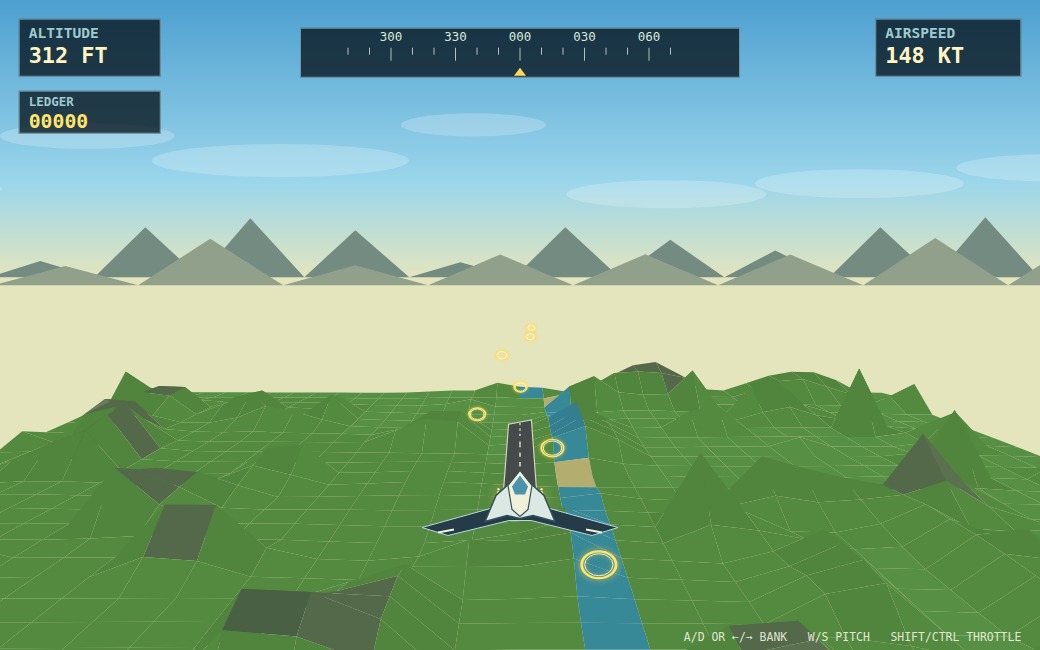 ALTITUDE
312 FT
300 330 000 030 060
AIRSPEED
148 KT
LEDGER
00000
A/D OR ←/→ BANK W/S PITCH SHIFT/CTRL THROTTLE